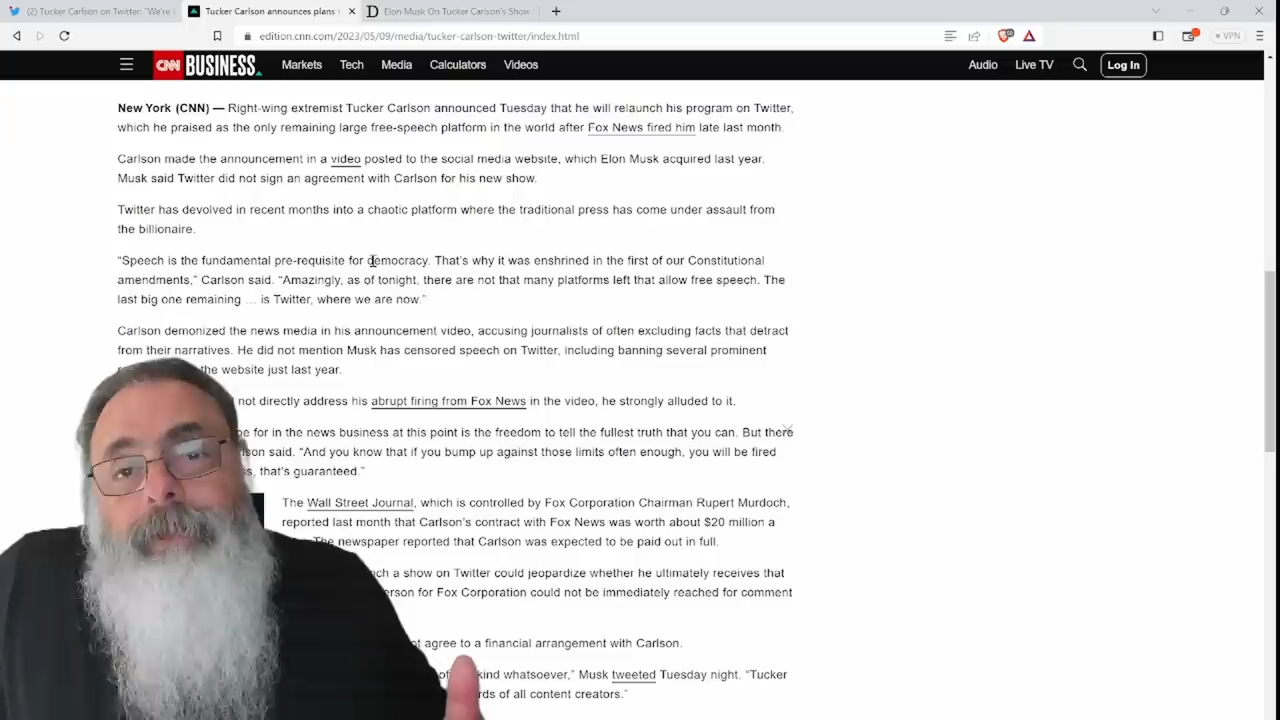 (2) Tucker Carlson on Twitter: "We're
Tucker Carlson announces plans
Elon Musk On Tucker Carlson's Show
edition.cnn.com/2023/05/09/media/tucker-carlson-twitter/index.html
VPN
CNN BUSINESS
Markets Tech Media Calculators Videos
Audio Live TV Log In
New York (CNN) — Right-wing extremist Tucker Carlson announced Tuesday that he will relaunch his program on Twitter,
which he praised as the only remaining large free-speech platform in the world after Fox News fired him late last month.
Carlson made the announcement in a video posted to the social media website, which Elon Musk acquired last year.
Musk said Twitter did not sign an agreement with Carlson for his new show.
Twitter has devolved in recent months into a chaotic platform where the traditional press has come under assault from
the billionaire.
“Speech is the fundamental pre-requisite for democracy. That’s why it was enshrined in the first of our Constitutional
amendments,” Carlson said. “Amazingly, as of tonight, there are not that many platforms left that allow free speech. The
last big one remaining … is Twitter, where we are now.”
Carlson demonized the news media in his announcement video, accusing journalists of often excluding facts that detract
from their narratives. He did not mention Musk has censored speech on Twitter, including banning several prominent
the website just last year.
not directly address his abrupt firing from Fox News in the video, he strongly alluded to it.
for in the news business at this point is the freedom to tell the fullest truth that you can. But there
said. “And you know that if you bump up against those limits often enough, you will be fired
that’s guaranteed.”
The Wall Street Journal, which is controlled by Fox Corporation Chairman Rupert Murdoch,
reported last month that Carlson’s contract with Fox News was worth about $20 million a
The newspaper reported that Carlson was expected to be paid out in full.
a show on Twitter could jeopardize whether he ultimately receives that
for Fox Corporation could not be immediately reached for comment
agree to a financial arrangement with Carlson.
kind whatsoever,” Musk tweeted Tuesday night. “Tucker
of all content creators.”